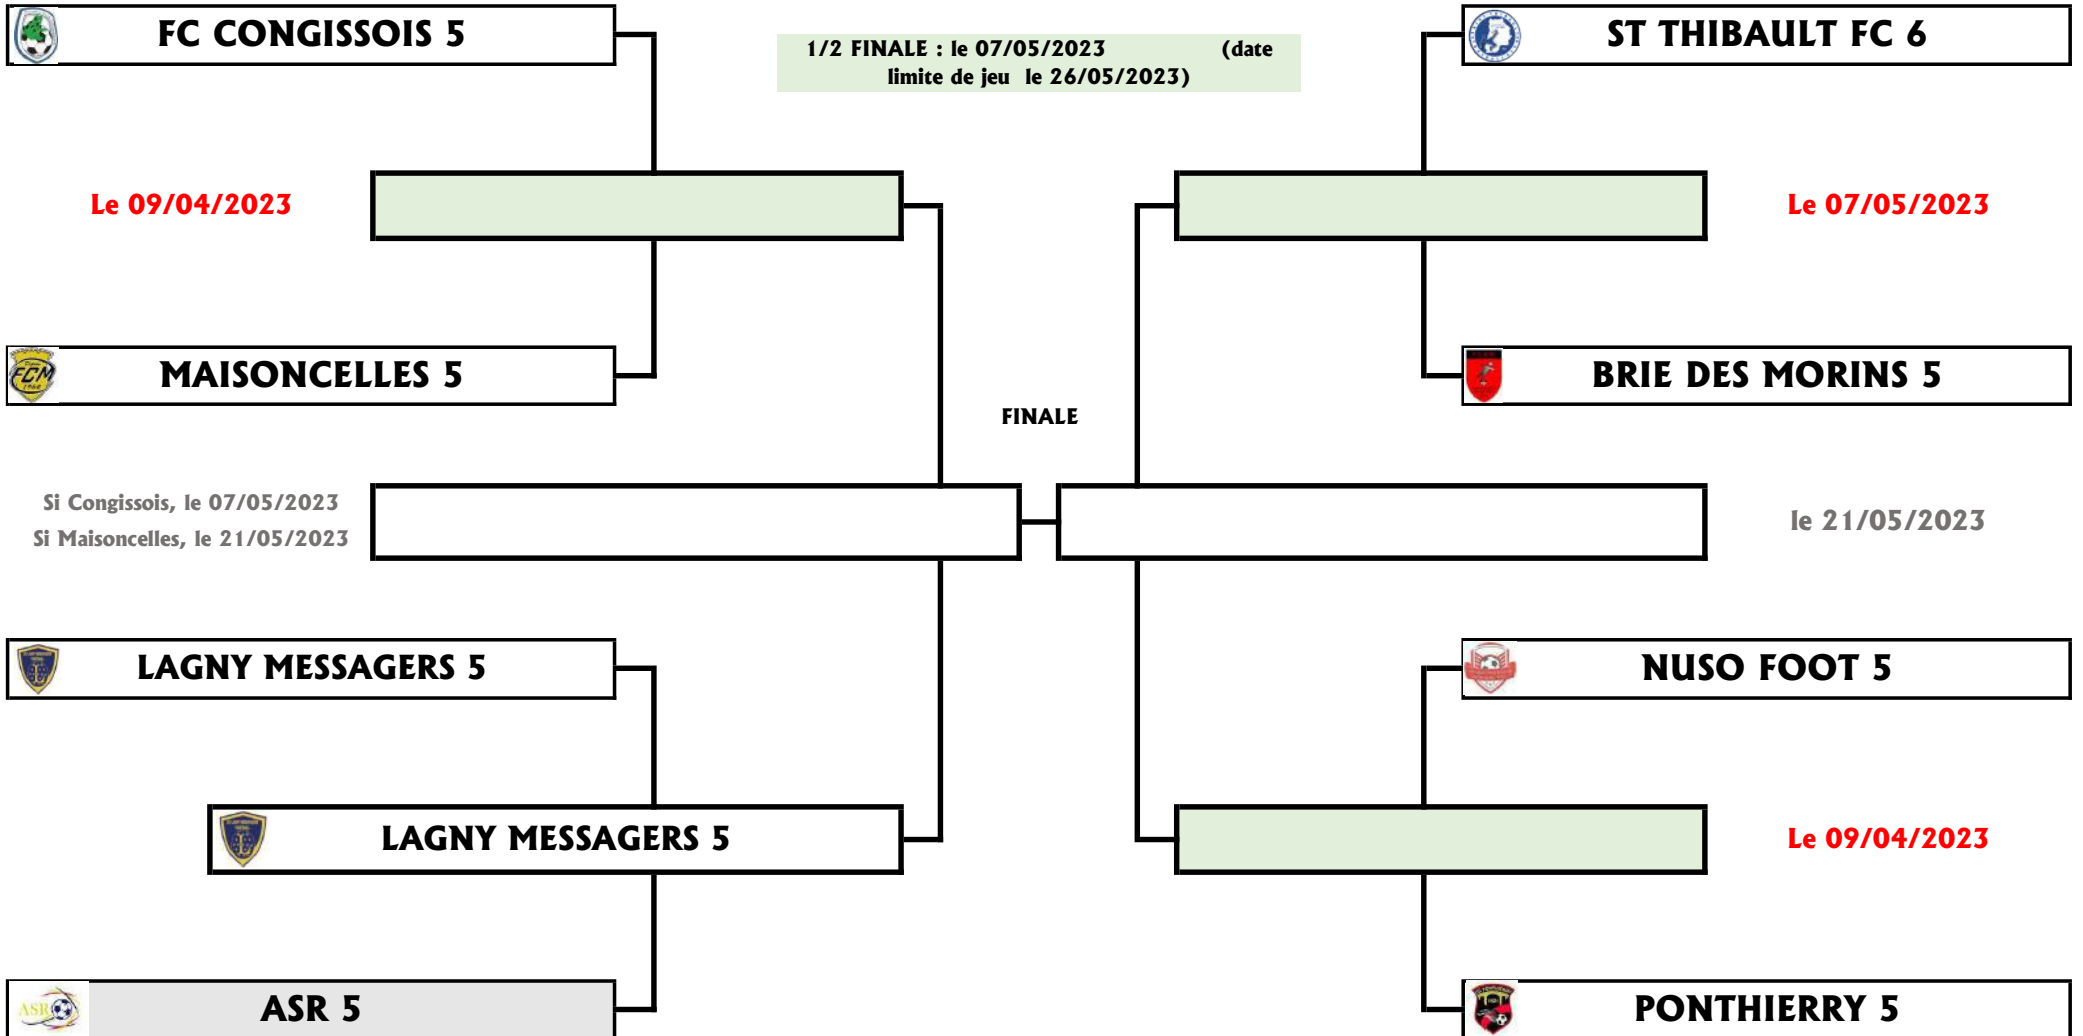 FC CONGISSOIS 5
ST THIBAULT FC 6
1/2 FINALE : le 07/05/2023 (date
limite de jeu le 26/05/2023)
Le 09/04/2023
Le 07/05/2023
FCM
MAISONCELLES 5
BRIE DES MORINS 5
FINALE
Si Congissois, le 07/05/2023
Si Maisoncelles, le 21/05/2023
le 21/05/2023
LAGNY MESSAGERS 5
NUSO FOOT 5
LAGNY MESSAGERS 5
Le 09/04/2023
ASR
ASR 5
PONTHIERRY 5